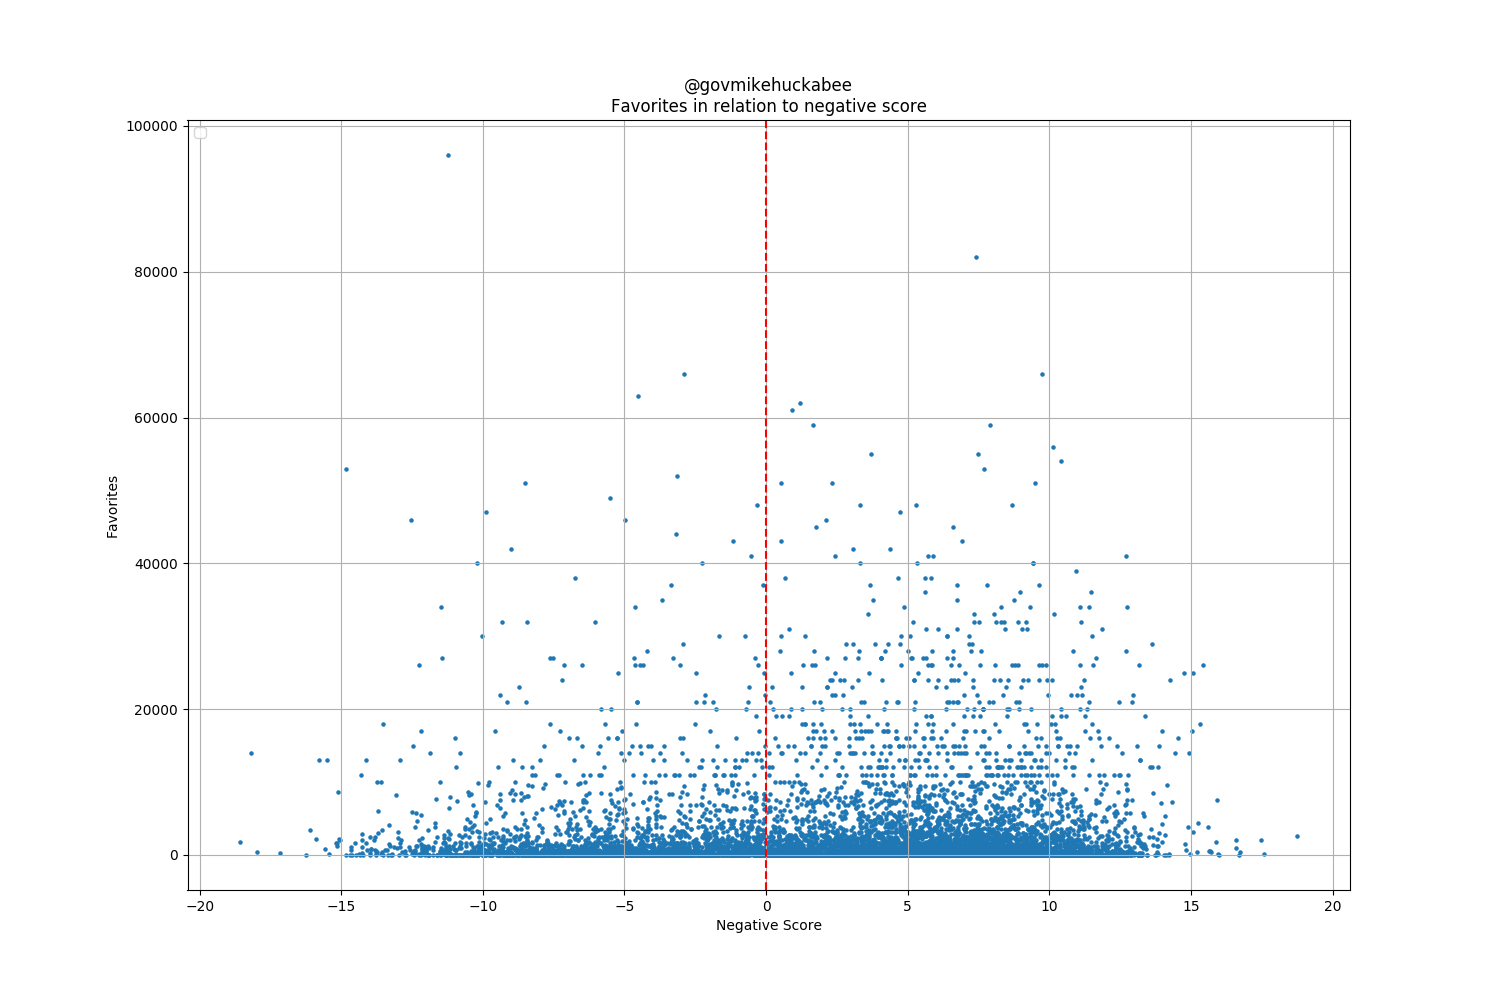 @govmikehuckabee
Favorites in relation to negative score
100000
80000
60000
40000
20000
0
Favorites
−20 −15 −10 −5 0 5 10 15 20
Negative Score